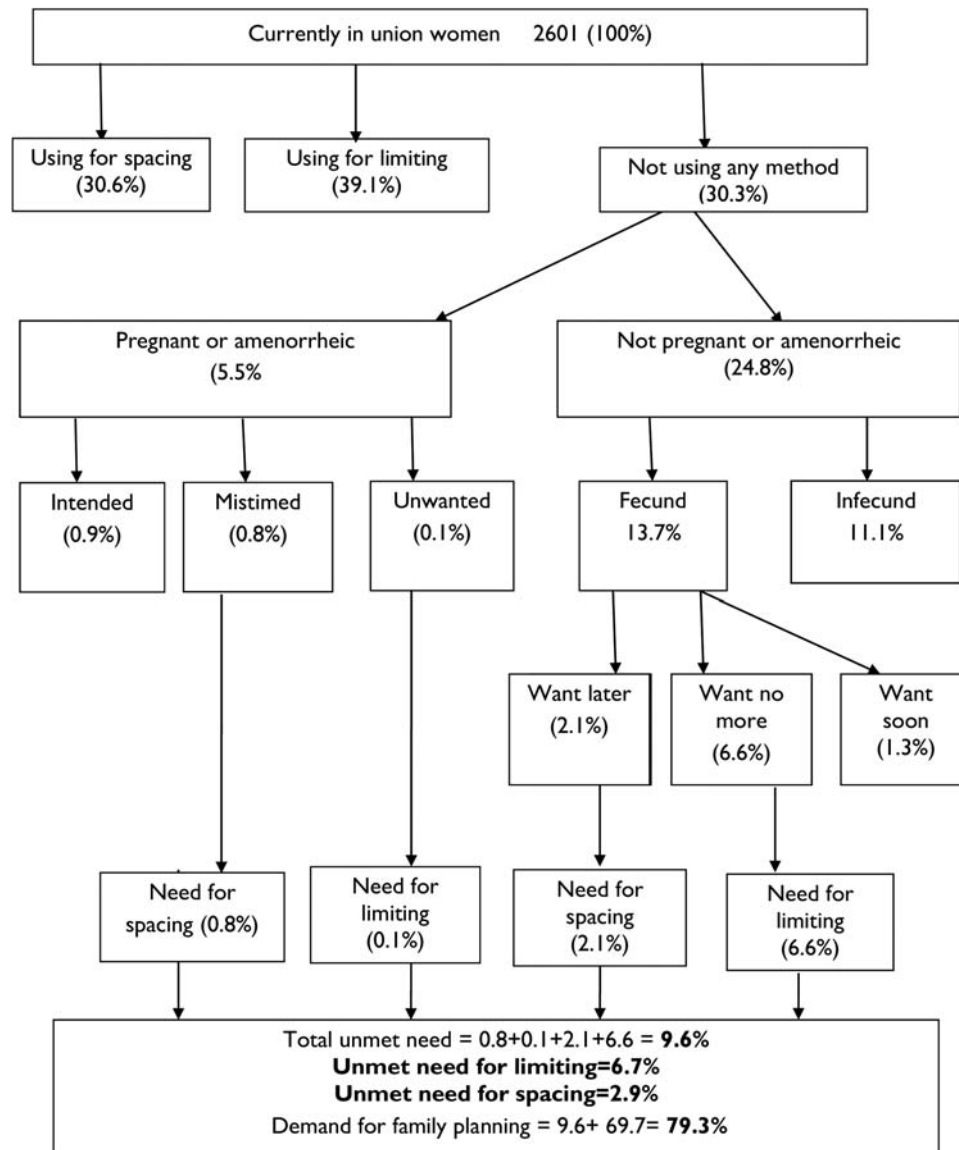 Currently in union women 2601 (100%)
Using for spacing
(30.6%)
Using for limiting
(39.1%)
Not using any method
(30.3%)
Pregnant or amenorrheic
(5.5%
Not pregnant or amenorrheic
(24.8%)
Intended
(0.9%)
Mistimed
(0.8%)
Unwanted
(0.1%)
Fecund
13.7%
Infecund
11.1%
Want later
(2.1%)
Want no
more
(6.6%)
Want
soon
(1.3%)
Need for
spacing (0.8%)
Need for
limiting
(0.1%)
Need for
spacing
(2.1%)
Need for
limiting
(6.6%)
Total unmet need = 0.8+0.1+2.1+6.6 = 9.6%
Unmet need for limiting=6.7%
Unmet need for spacing=2.9%
Demand for family planning = 9.6+ 69.7= 79.3%